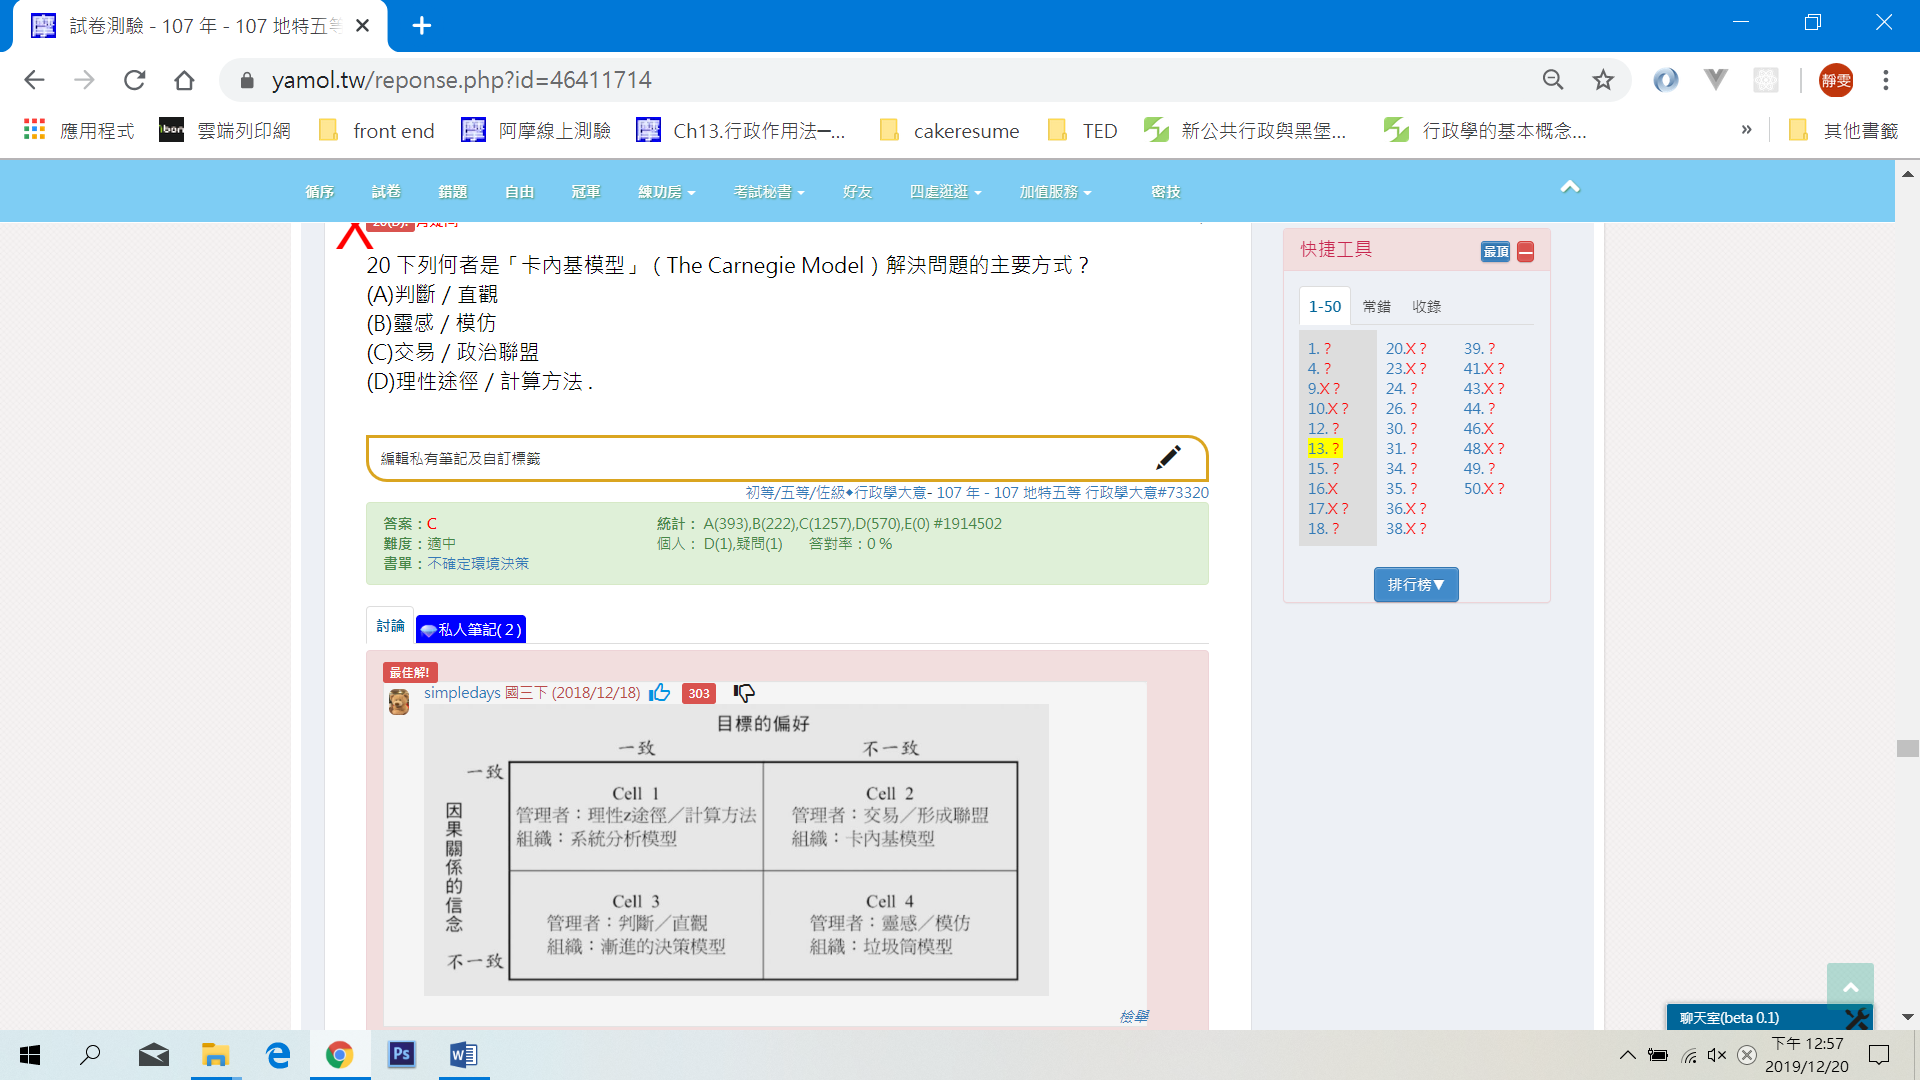 試卷測驗 - 107 年 - 107 地特五等
yamol.tw/reponse.php?id=46411714
靜雯
應用程式 ibon 雲端列印網 front end 阿摩線上測驗 Ch13.行政作用法─... cakeresume TED 新公共行政與黑堡... 行政學的基本概念... » 其他書籤
循序 試卷 錯題 自由 冠軍 練功房 考試秘書 好友 四處逛逛 加值服務 密技
20 下列何者是「卡內基模型」（The Carnegie Model）解決問題的主要方式？
(A)判斷 / 直觀
(B)靈感 / 模仿
(C)交易 / 政治聯盟
(D)理性途徑 / 計算方法 .
編輯私有筆記及自訂標籤
初等/五等/佐級◆行政學大意- 107 年 - 107 地特五等 行政學大意#73320
答案：C
難度：適中
書單：不確定環境決策
統計： A(393),B(222),C(1257),D(570),E(0) #1914502
個人： D(1),疑問(1) 答對率：0 %
討論 私人筆記( 2 )
最佳解!
simpledays 國三下 (2018/12/18) 303
目標的偏好
一致 不一致
因果關係的信念
一致
Cell 1
管理者：理性z途徑／計算方法
組織：系統分析模型
Cell 2
管理者：交易／形成聯盟
組織：卡內基模型
不一致
Cell 3
管理者：判斷／直觀
組織：漸進的決策模型
Cell 4
管理者：靈感／模仿
組織：垃圾筒模型
檢舉
快捷工具 最頂
1-50 常錯 收錄
1. ? 20.X ? 39. ?
4. ? 23.X ? 41.X ?
9.X ? 24. ? 43.X ?
10.X ? 26. ? 44. ?
12. ? 30. ? 46.X
13. ? 31. ? 48.X ?
15. ? 34. ? 49. ?
16.X 35. ? 50.X ?
17.X ? 36.X ?
18. ? 38.X ?
排行榜▼
聊天室(beta 0.1)
Ps
下午 12:57
2019/12/20